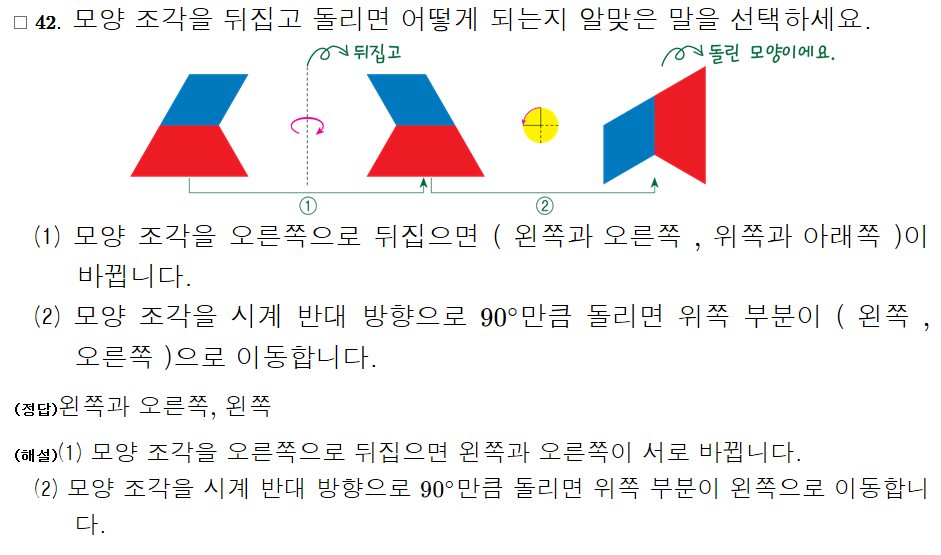 □ 42. 모양 조각을 뒤집고 돌리면 어떻게 되는지 알맞은 말을 선택하세요.
뒤집고
돌린 모양이에요.
①
②
(1) 모양 조각을 오른쪽으로 뒤집으면 ( 왼쪽과 오른쪽 , 위쪽과 아래쪽 )이
바뀝니다.
(2) 모양 조각을 시계 반대 방향으로 90°만큼 돌리면 위쪽 부분이 ( 왼쪽 ,
오른쪽 )으로 이동합니다.
(정답)왼쪽과 오른쪽, 왼쪽
(해설)(1) 모양 조각을 오른쪽으로 뒤집으면 왼쪽과 오른쪽이 서로 바뀝니다.
(2) 모양 조각을 시계 반대 방향으로 90°만큼 돌리면 위쪽 부분이 왼쪽으로 이동합니
다.